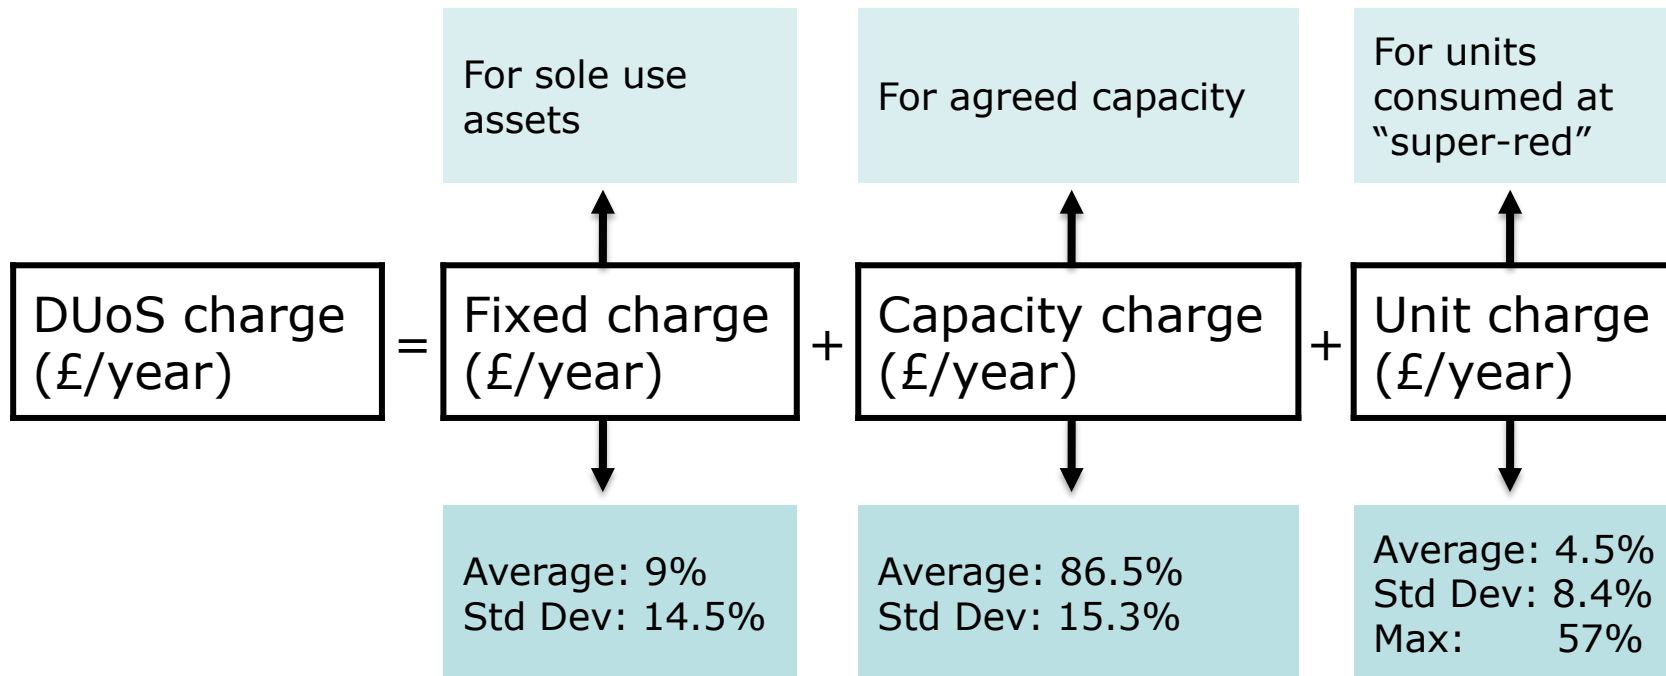 For sole use
assets
For agreed capacity
For units
consumed at
“super-red”
DUoS charge
(£/year)
=
Fixed charge
(£/year)
+
Capacity charge
(£/year)
+
Unit charge
(£/year)
Average: 9%
Std Dev: 14.5%
Average: 86.5%
Std Dev: 15.3%
Average: 4.5%
Std Dev: 8.4%
Max: 57%